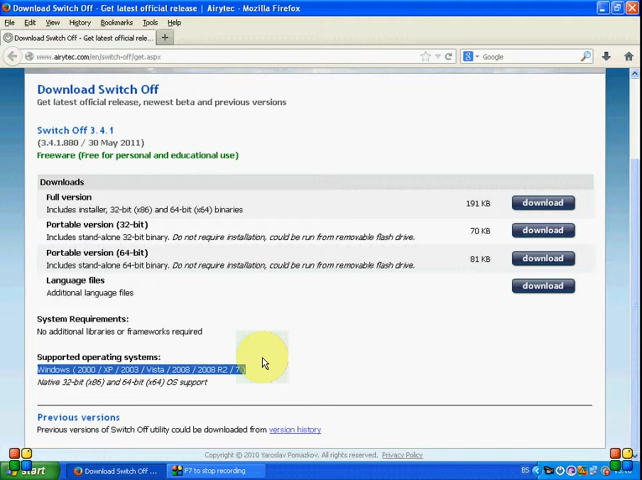 Download Switch Off - Get latest official release | Airytec - Mozilla Firefox
File Edit View History Bookmarks Tools Help
Download Switch Off - Get latest official rele...
www.airytec.com/en/switch-off/get.aspx
Google
Download Switch Off
Get latest official release, newest beta and previous versions
Switch Off 3.4.1
(3.4.1.880 / 30 May 2011)
Freeware (Free for personal and educational use)
Downloads
Full version
Includes installer, 32-bit (x86) and 64-bit (x64) binaries
191 KB
download
Portable version (32-bit)
Includes stand-alone 32-bit binary. Do not require installation, could be run from removable flash drive.
70 KB
download
Portable version (64-bit)
Includes stand-alone 64-bit binary. Do not require installation, could be run from removable flash drive.
81 KB
download
Language files
Additional language files
download
System Requirements:
No additional libraries or frameworks required
Supported operating systems:
Windows ( 2000 / XP / 2003 / Vista / 2008 / 2008 R2 / 7 )
Native 32-bit (x86) and 64-bit (x64) OS support
Previous versions
Previous versions of Switch Off utility could be downloaded from version history
Copyright © 2010 Yaroslav Pomazkov. All rights reserved. Privacy Policy
start
Download Switch Off ...
F7 to stop recording
BS